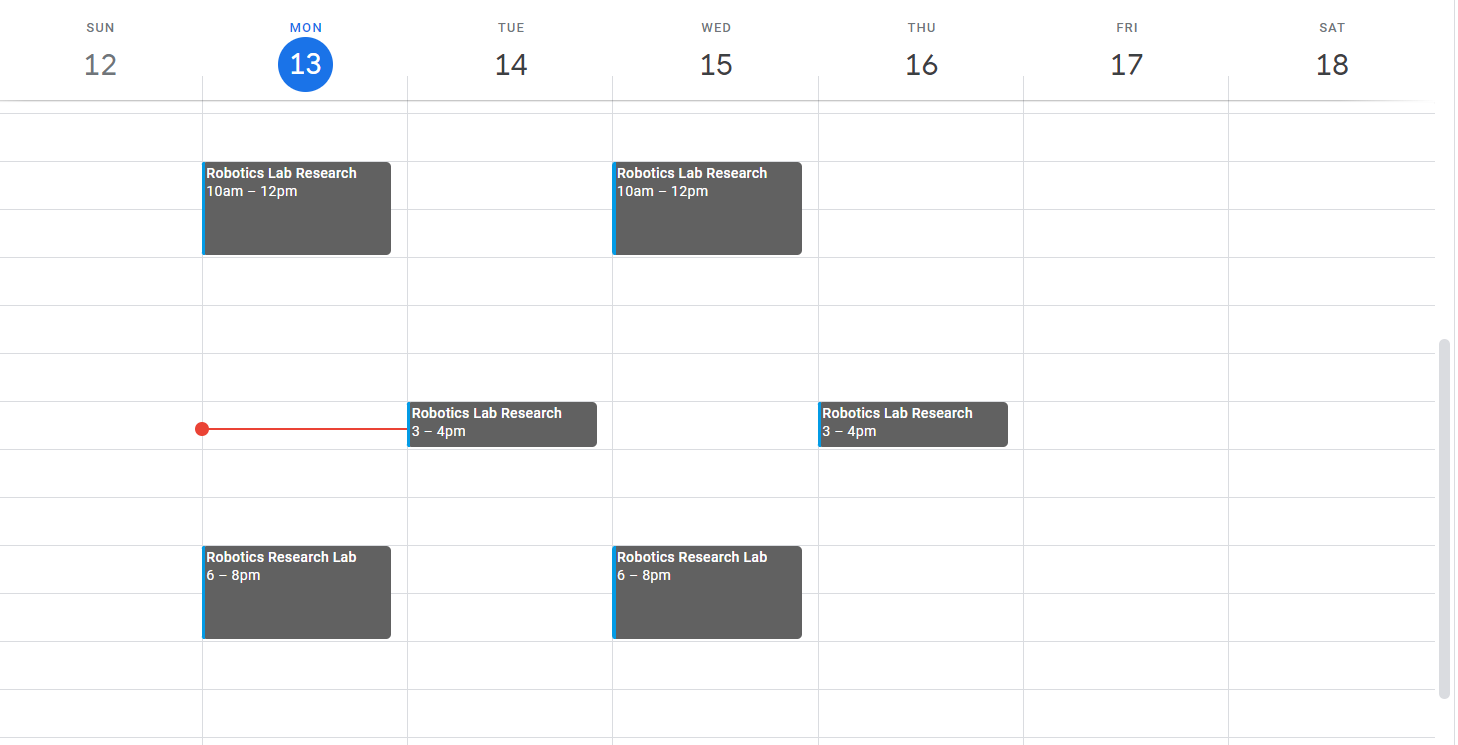 SUN MON TUE WED THU FRI SAT
12 13 14 15 16 17 18
Robotics Lab Research
10am – 12pm
Robotics Lab Research
10am – 12pm
Robotics Lab Research
3 – 4pm
Robotics Lab Research
3 – 4pm
Robotics Research Lab
6 – 8pm
Robotics Research Lab
6 – 8pm